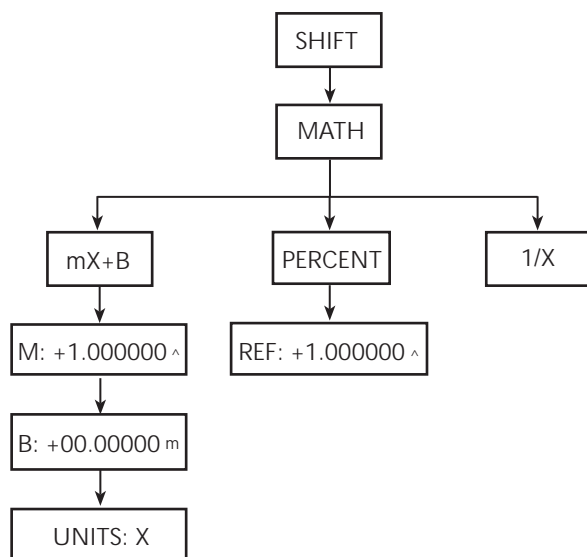 SHIFT
MATH
mX+B
PERCENT
1/X
M: +1.000000 ^
REF: +1.000000 ^
B: +00.00000 m
UNITS: X